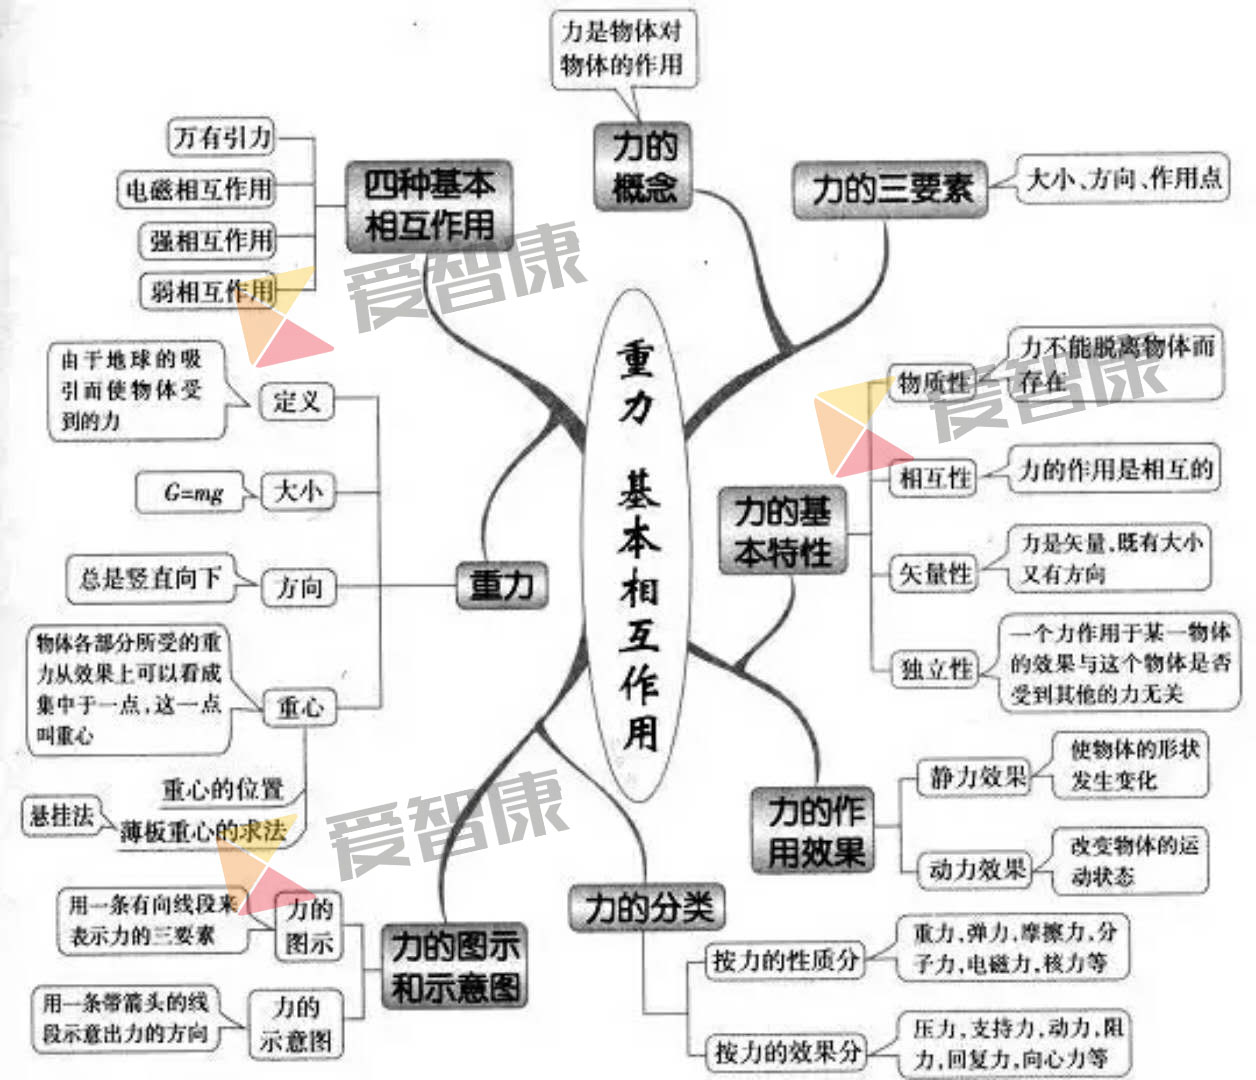 力是物体对
物体的作用
力的
概念
力的三要素
大小、方向、作用点
四种基本
相互作用
万有引力
电磁相互作用
强相互作用
弱相互作用
爱智康
重力 基本相互作用
由于地球的吸
引而使物体受
到的力
定义
G=mg
大小
总是竖直向下
方向
重力
物体各部分所受的重
力从效果上可以看成
集中于一点,这一点
叫重心
重心
重心的位置
悬挂法
薄板重心的求法
物质性
力不能脱离物体而
存在
爱智康
相互性
力的作用是相互的
力的基
本特性
矢量性
力是矢量,既有大小
又有方向
独立性
一个力作用于某一物体
的效果与这个物体是否
受到其他的力无关
力的作
用效果
静力效果
使物体的形状
发生变化
动力效果
改变物体的运
动状态
爱智康
力的图示
和示意图
用一条有向线段来
表示力的三要素
力的
图示
用一条带箭头的线
段示意出力的方向
力的
示意图
力的分类
按力的性质分
重力,弹力,摩擦力,分
子力,电磁力,核力等
按力的效果分
压力,支持力,动力,阻
力,回复力,向心力等